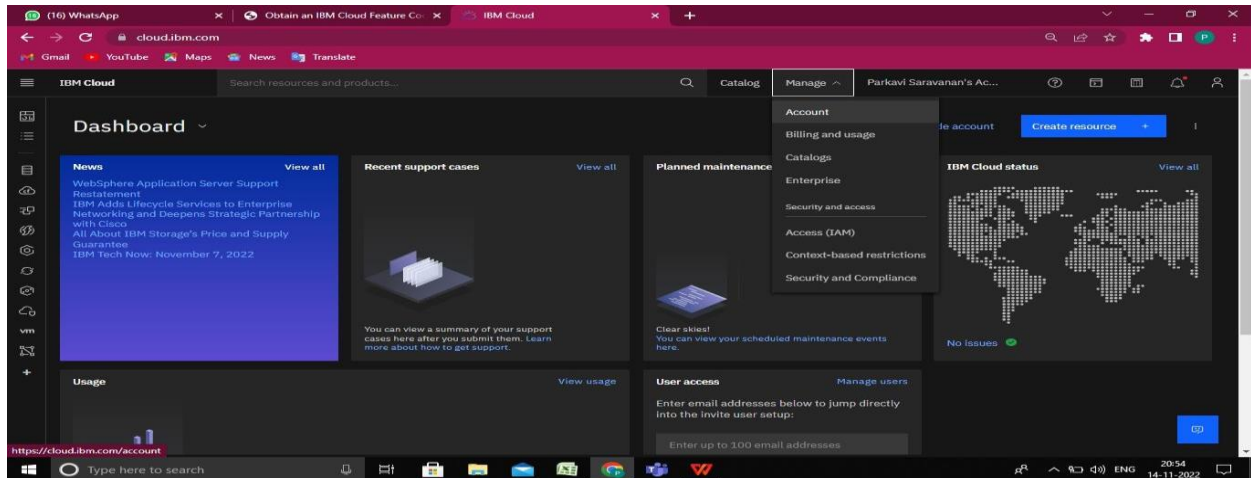 (16) WhatsApp
Obtain an IBM Cloud Feature Co
IBM Cloud
cloud.ibm.com
P
Gmail
YouTube
Maps
News
Translate
IBM Cloud
Search resources and products...
Catalog
Manage
Parkavi Saravanan's Ac...
Dashboard
Account
Billing and usage
Catalogs
Enterprise
Security and access
Access (IAM)
Context-based restrictions
Security and Compliance
de account
Create resource +
News
View all
WebSphere Application Server Support
Restatement
IBM Adds Lifecycle Services to Enterprise
Networking and Deepens Strategic Partnership
with Cisco
All About IBM Storage's Price and Supply
Guarantee
IBM Tech Now: November 7, 2022
Recent support cases
View all
You can view a summary of your support
cases here after you submit them. Learn
more about how to get support.
Planned maintenance
Clear skies!
You can view your scheduled maintenance events
here.
IBM Cloud status
View all
No issues
vm
Usage
View usage
User access
Manage users
Enter email addresses below to jump directly
into the invite user setup:
Enter up to 100 email addresses
https://cloud.ibm.com/account
Type here to search
ENG
20:54
14-11-2022